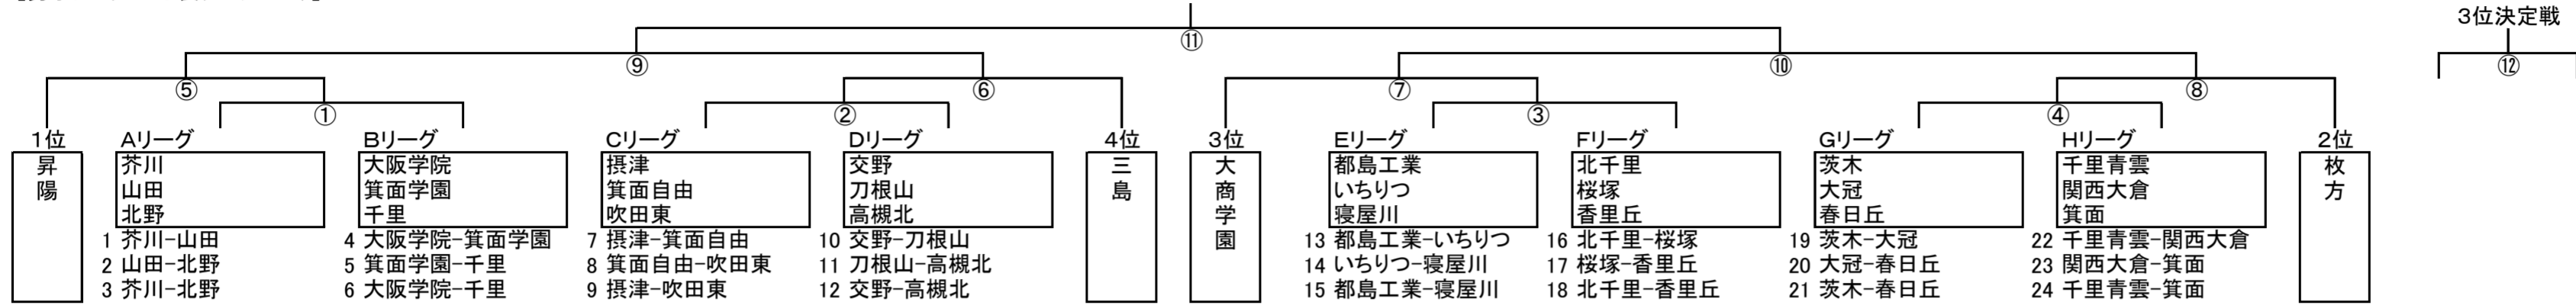 3位決定戦
⑪
⑨ ⑩ ⑫
⑤ ⑥ ⑦ ⑧
① ② ③ ④
1位 Aリーグ Bリーグ Cリーグ Dリーグ 4位 3位 Eリーグ Fリーグ Gリーグ Hリーグ 2位
昇陽
芥川 大阪学院 摂津 交野
山田 箕面学園 箕面自由 刀根山
北野 千里 吹田東 高槻北
三島
大商学園
都島工業 北千里 茨木 千里青雲
いちりつ 桜塚 大冠 関西大倉
寝屋川 香里丘 春日丘 箕面
枚方
1 芥川-山田 4 大阪学院-箕面学園 7 摂津-箕面自由 10 交野-刀根山 13 都島工業-いちりつ 16 北千里-桜塚 19 茨木-大冠 22 千里青雲-関西大倉
2 山田-北野 5 箕面学園-千里 8 箕面自由-吹田東 11 刀根山-高槻北 14 いちりつ-寝屋川 17 桜塚-香里丘 20 大冠-春日丘 23 関西大倉-箕面
3 芥川-北野 6 大阪学院-千里 9 摂津-吹田東 12 交野-高槻北 15 都島工業-寝屋川 18 北千里-香里丘 21 茨木-春日丘 24 千里青雲-箕面